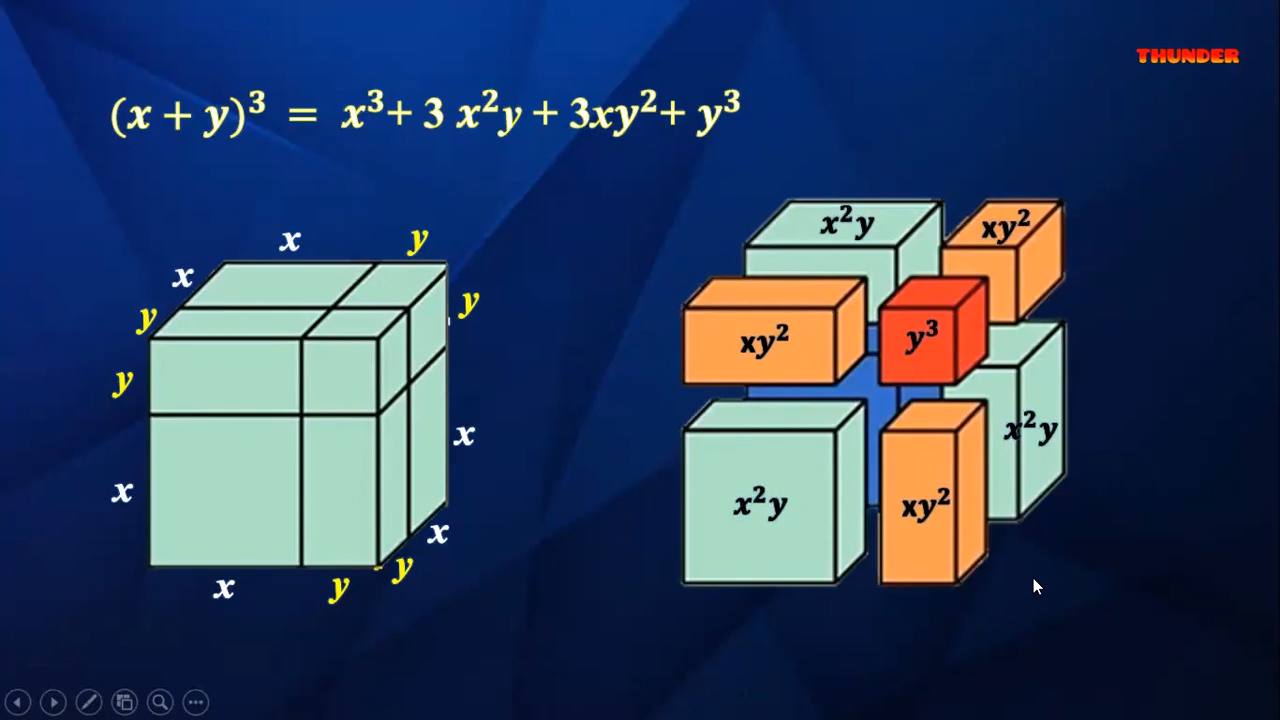 THUNDER
(x + y)³ = x³+ 3 x²y + 3xy²+ y³
x y
x
y y
y
x x
x
y
x y
x²y xy²
xy² y³
x²y
x²y xy²